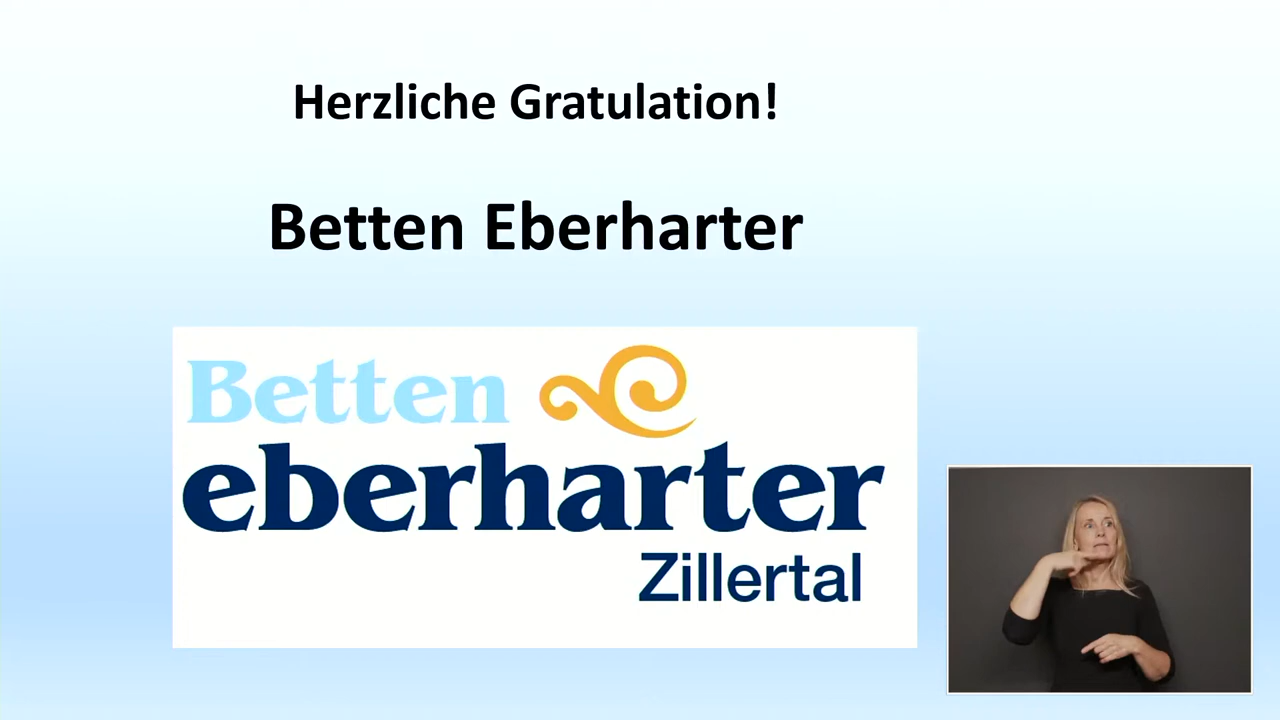 Herzliche Gratulation!
Betten Eberharter
Betten
eberharter
Zillertal